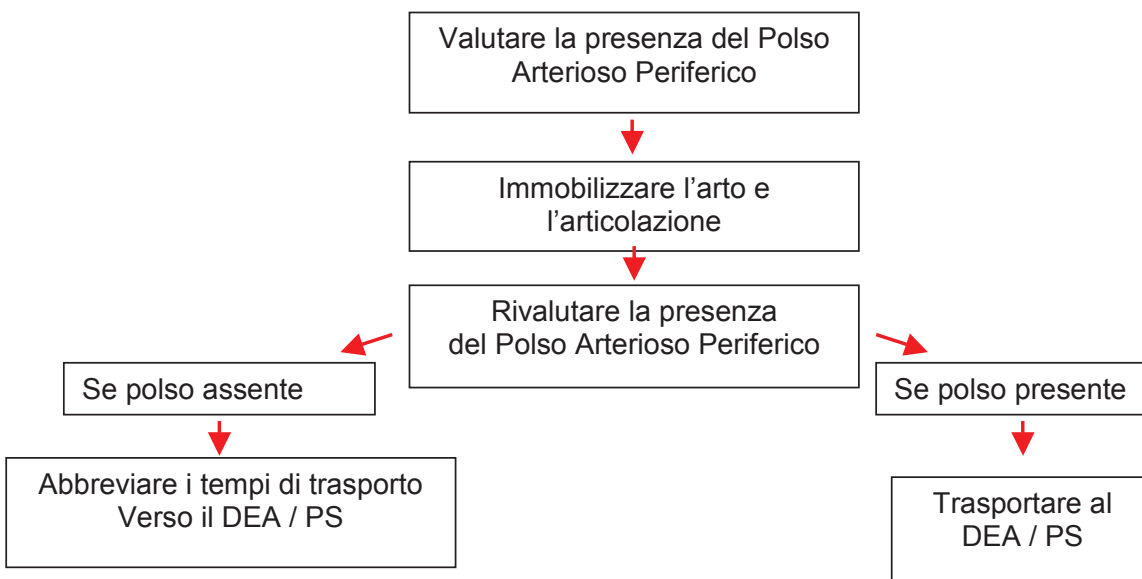 Valutare la presenza del Polso
Arterioso Periferico
Immobilizzare l’arto e
l’articolazione
Rivalutare la presenza
del Polso Arterioso Periferico
Se polso assente
Se polso presente
Abbreviare i tempi di trasporto
Verso il DEA / PS
Trasportare al
DEA / PS